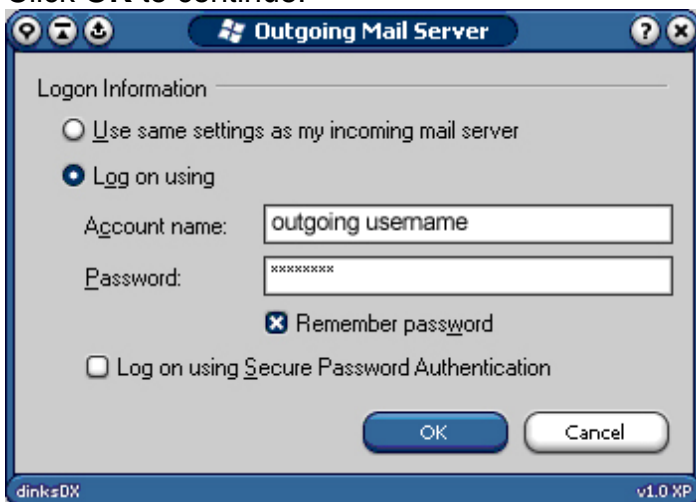 Click OK to continue.
Outgoing Mail Server
Logon Information
Use same settings as my incoming mail server
Log on using
Account name: outgoing username
Password: ××××××××
Remember password
Log on using Secure Password Authentication
OK Cancel
dinksDX v1.0 XP